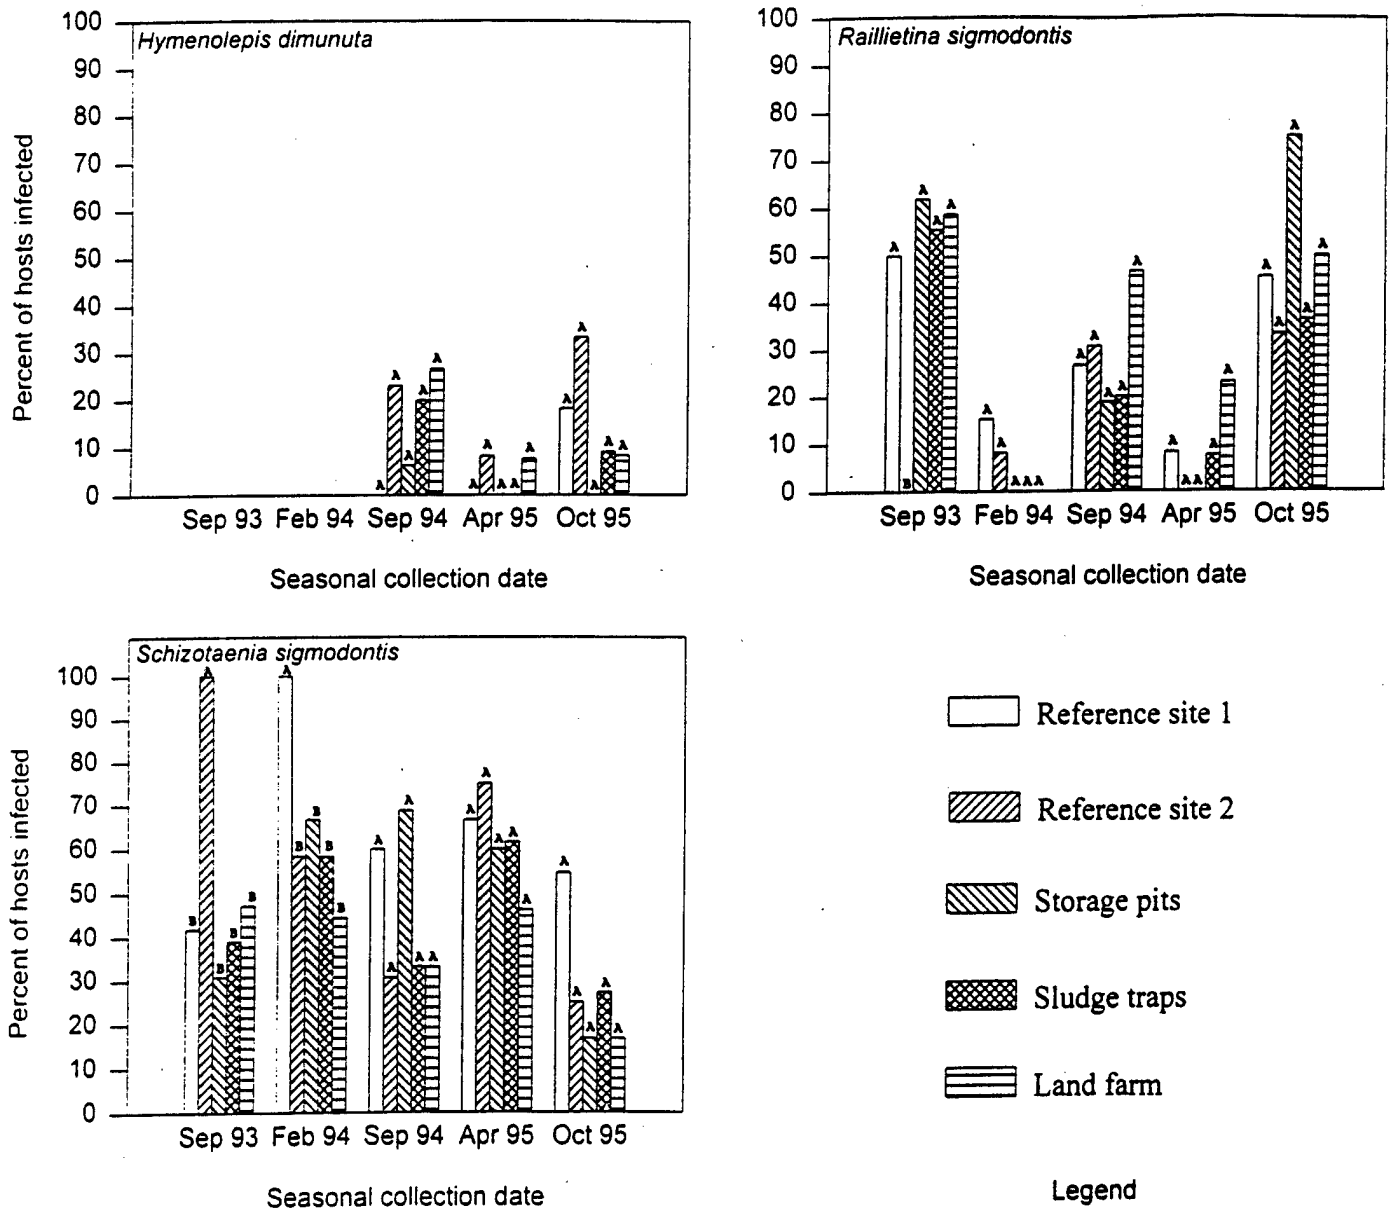 Hymenolepis dimunuta
100
90
80
70
60
50
40
30
20
10
0
Percent of hosts infected
A A A A A
A A A A A
A A A A A
Sep 93 Feb 94 Sep 94 Apr 95 Oct 95
Seasonal collection date
Raillietina sigmodontis
100
90
80
70
60
50
40
30
20
10
0
A B A A A
A A A A A
A A A A A
A A A A A
A A A A A
Sep 93 Feb 94 Sep 94 Apr 95 Oct 95
Seasonal collection date
Schizotaenia sigmodontis
100
90
80
70
60
50
40
30
20
10
0
Percent of hosts infected
B A B B B
A B B B B
A A A A A
A A A A A
A A A A A
Sep 93 Feb 94 Sep 94 Apr 95 Oct 95
Seasonal collection date
Reference site 1
Reference site 2
Storage pits
Sludge traps
Land farm
Legend